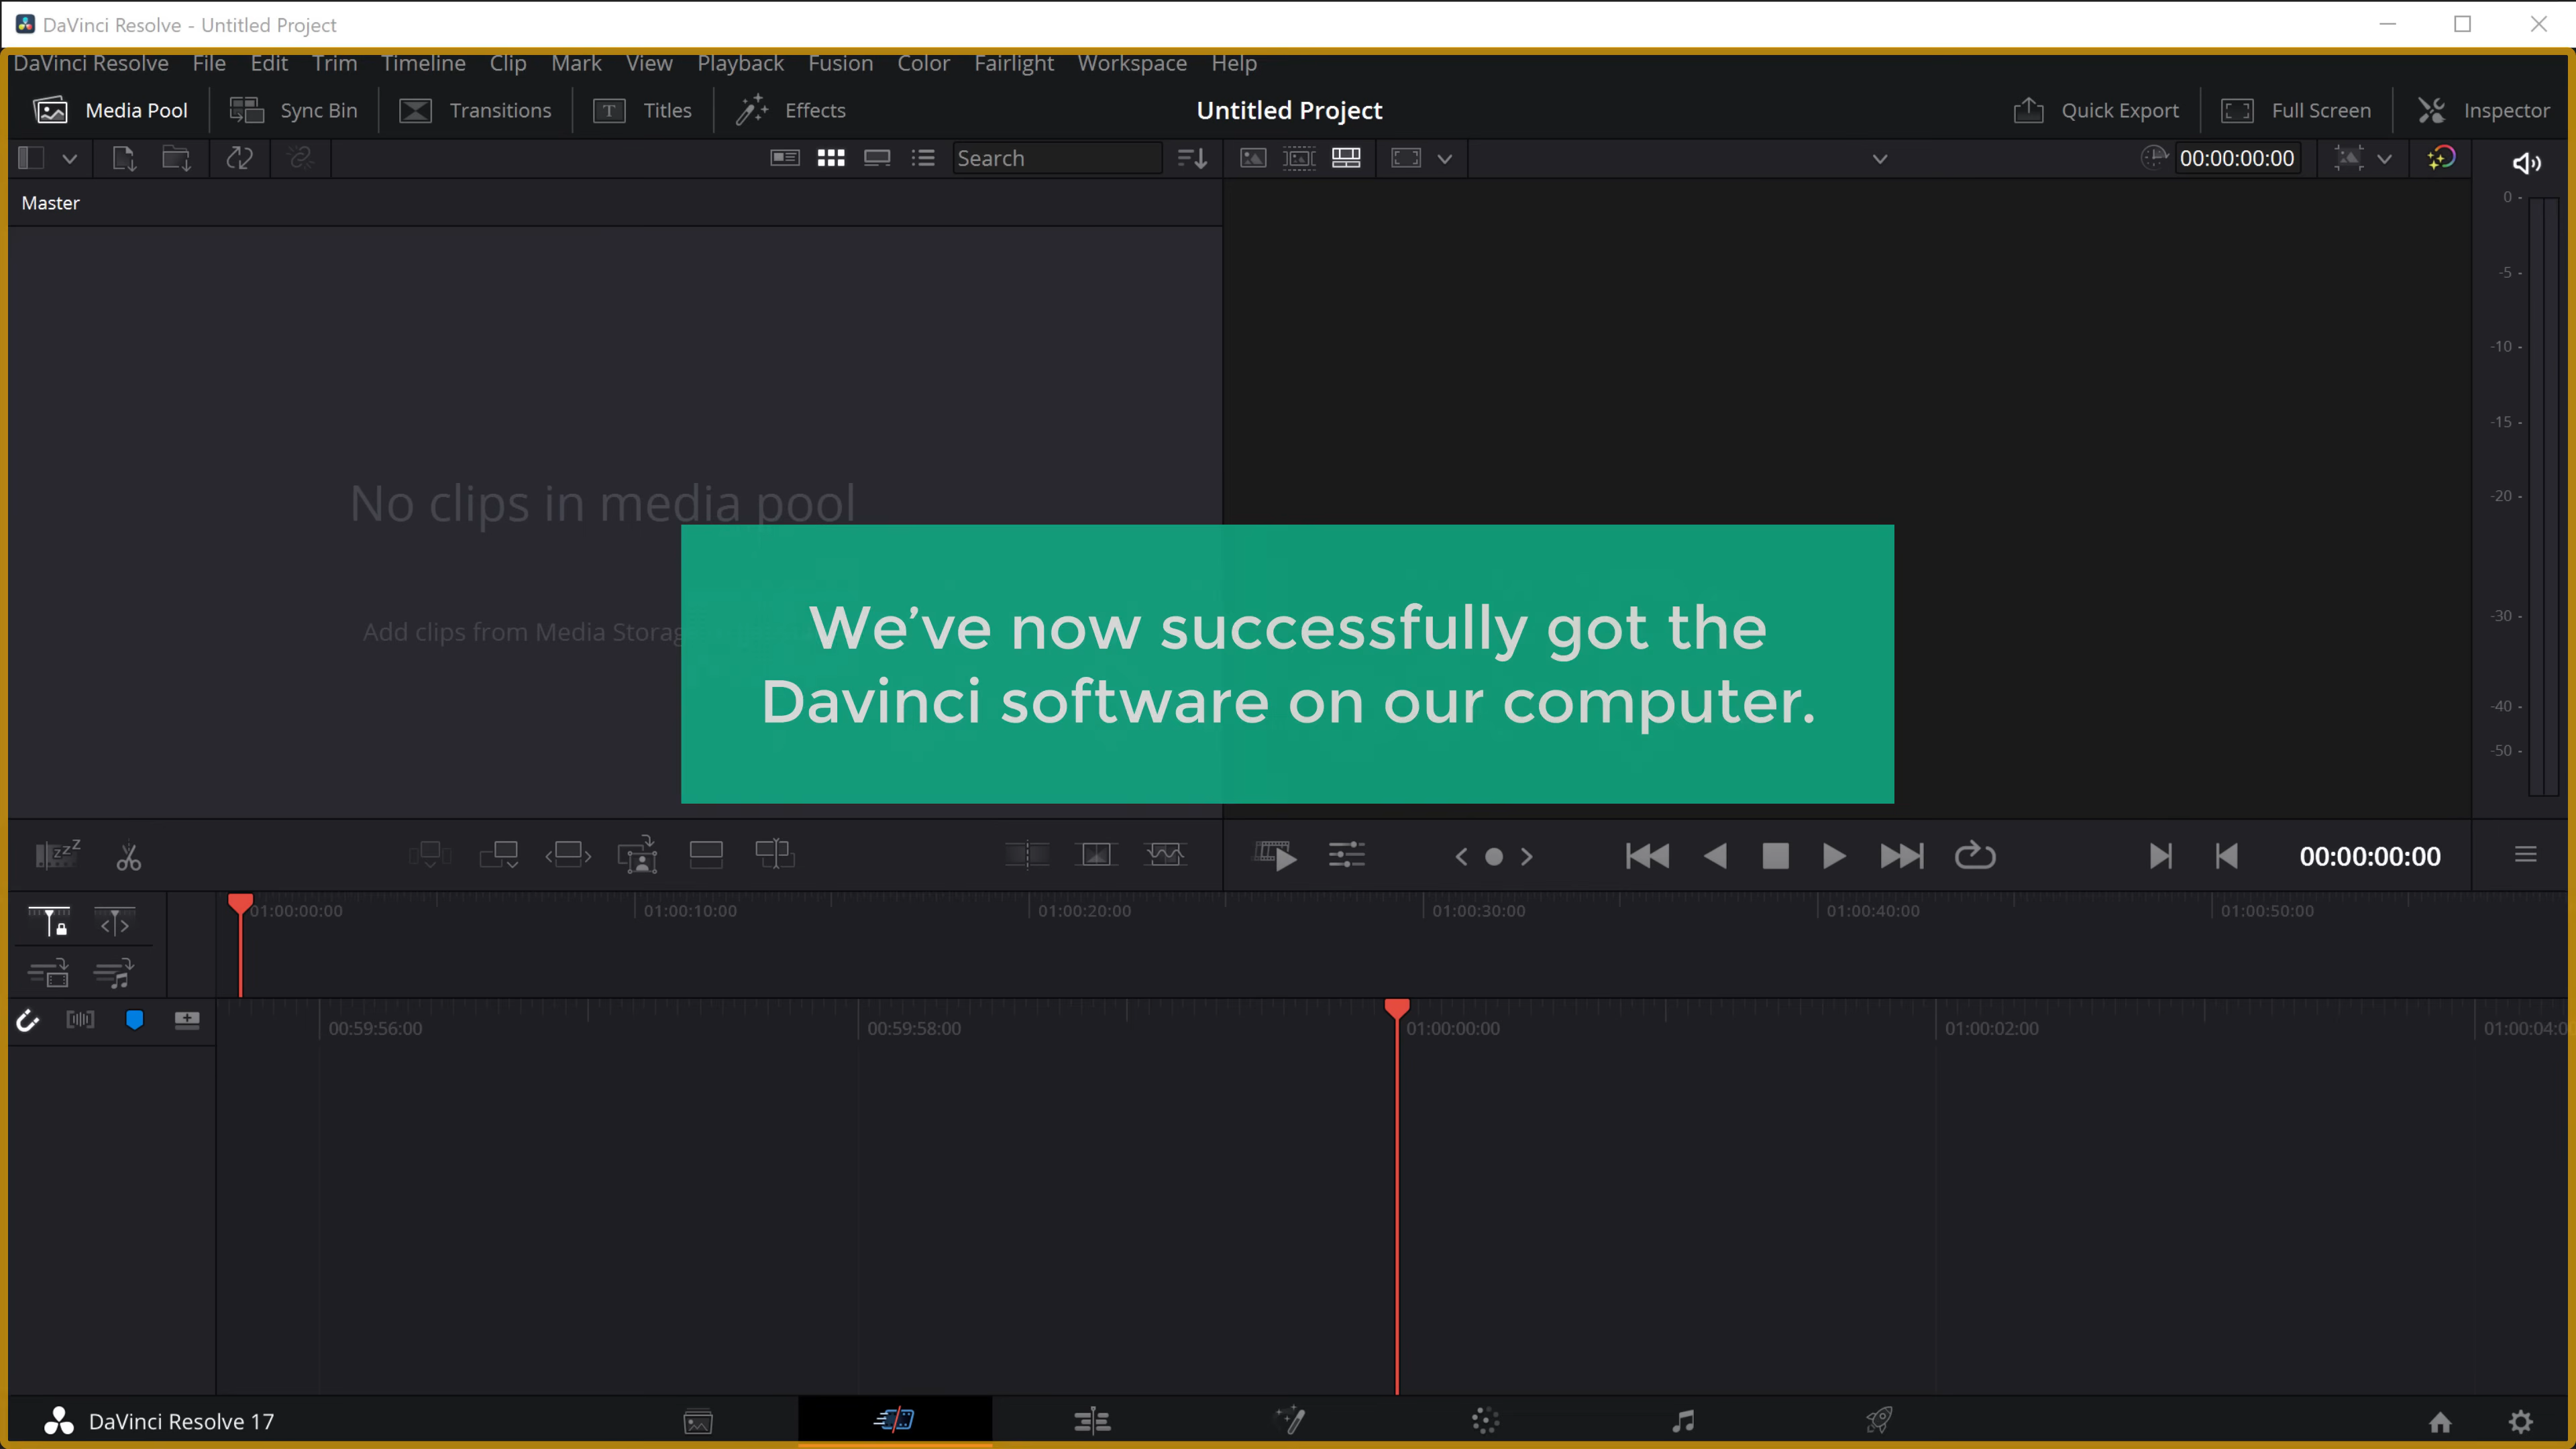 DaVinci Resolve - Untitled Project
DaVinci Resolve File Edit Trim Timeline Clip Mark View Playback Fusion Color Fairlight Workspace Help
Media Pool Sync Bin Transitions Titles Effects Untitled Project Quick Export Full Screen Inspector
Search 00:00:00:00
Master
0
-5
-10
-15
-20
-30
-40
-50
No clips in media pool
Add clips from Media Storag
We've now successfully got the
Davinci software on our computer.
00:00:00:00
01:00:00:00 01:00:10:00 01:00:20:00 01:00:30:00 01:00:40:00 01:00:50:00
00:59:56:00 00:59:58:00 01:00:00:00 01:00:02:00 01:00:04:0
DaVinci Resolve 17